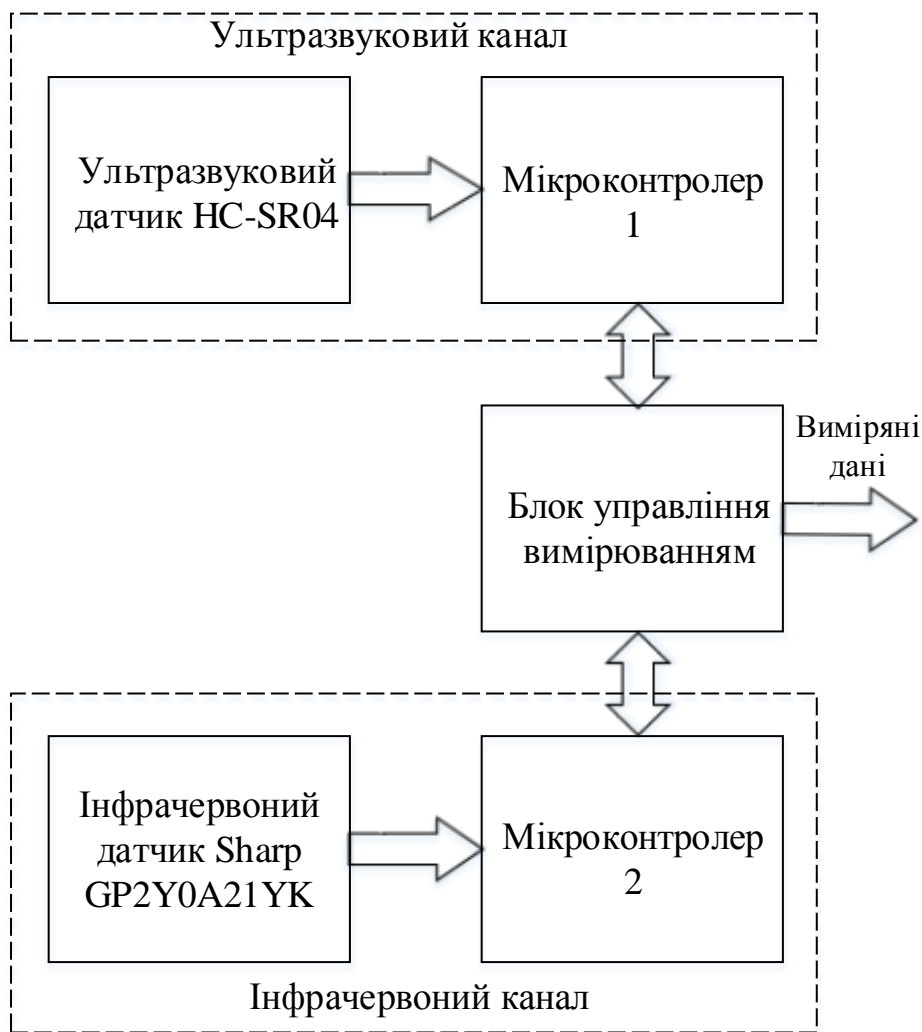 Ультразвуковий канал
Ультразвуковий
датчик HC-SR04
Мікроконтролер
1
Виміряні
дані
Блок управління
вимірюванням
Інфрачервоний
датчик Sharp
GP2Y0A21YK
Мікроконтролер
2
Інфрачервоний канал